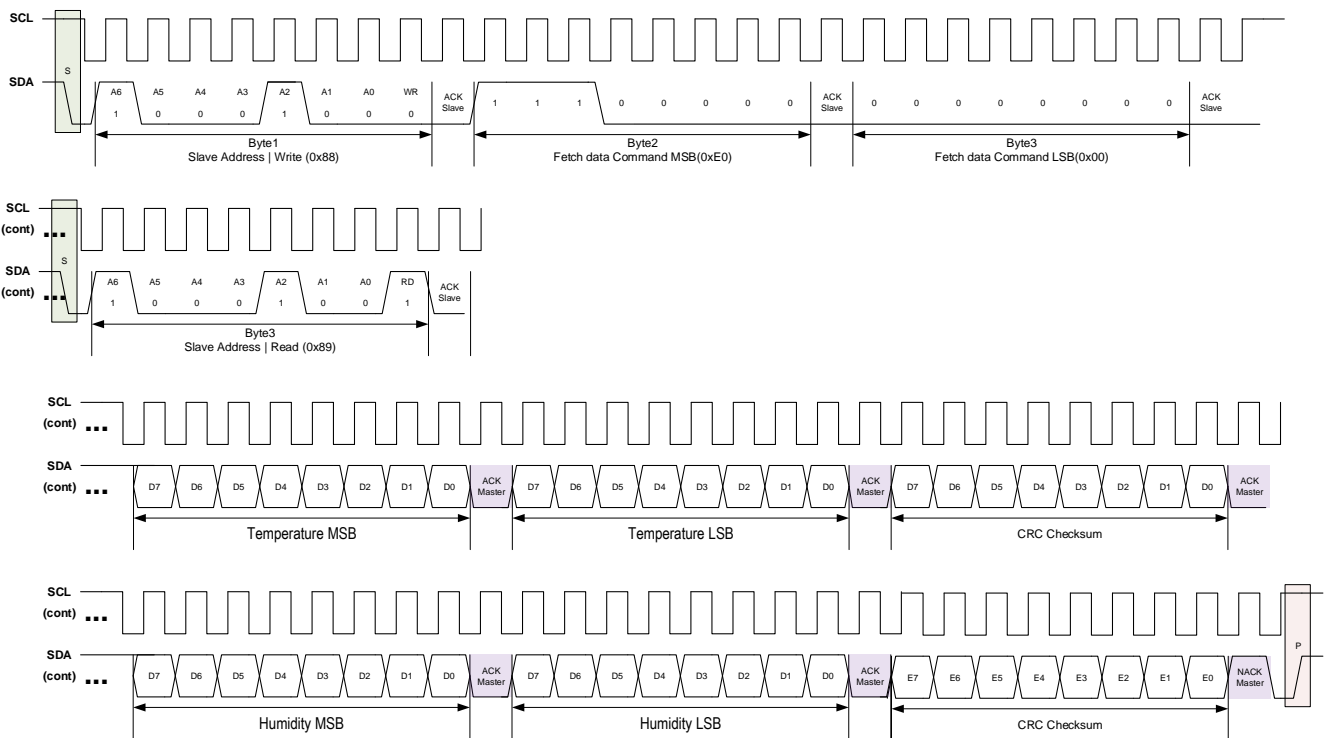 SCL
S
SDA
A6 A5 A4 A3 A2 A1 A0 WR
1 0 0 0 1 0 0 0
ACK
Slave
1 1 1 0 0 0 0 0
ACK
Slave
0 0 0 0 0 0 0 0
ACK
Slave
Byte1
Slave Address | Write (0x88)
Byte2
Fetch data Command MSB(0xE0)
Byte3
Fetch data Command LSB(0x00)
SCL
(cont) ...
S
SDA
(cont) ...
A6 A5 A4 A3 A2 A1 A0 RD
1 0 0 0 1 0 0 1
ACK
Slave
Byte3
Slave Address | Read (0x89)
SCL
(cont) ...
SDA
(cont) ...
D7 D6 D5 D4 D3 D2 D1 D0
ACK
Master
D7 D6 D5 D4 D3 D2 D1 D0
ACK
Master
D7 D6 D5 D4 D3 D2 D1 D0
ACK
Master
Temperature MSB
Temperature LSB
CRC Checksum
SCL
(cont) ...
P
SDA
(cont) ...
D7 D6 D5 D4 D3 D2 D1 D0
ACK
Master
D7 D6 D5 D4 D3 D2 D1 D0
ACK
Master
E7 E6 E5 E4 E3 E2 E1 E0
NACK
Master
Humidity MSB
Humidity LSB
CRC Checksum